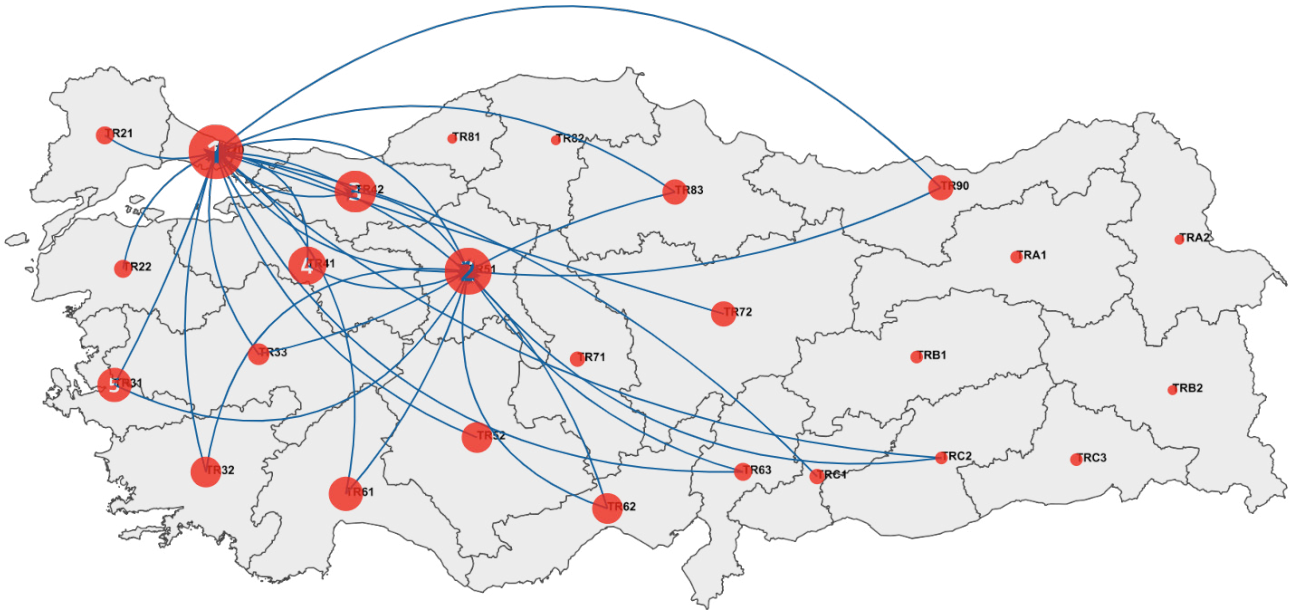 TR21
1
TR81
TR82
3
TR42
TR83
TR90
TRA2
TRA1
4
TR41
TR22
2
TR51
TR72
TR33
TR71
TRB1
5
TR31
TRB2
TR52
TRC2
TRC3
TR32
TR63
TRC1
TR61
TR62